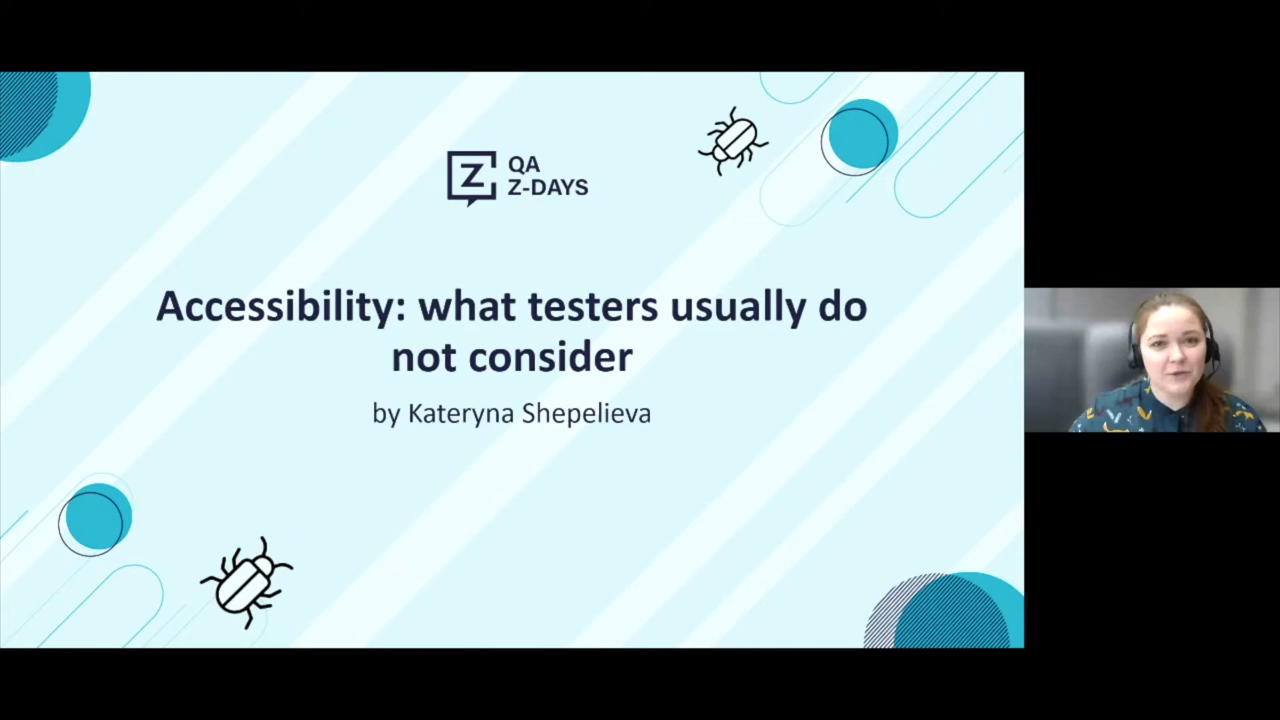 QA
Z-DAYS
Accessibility: what testers usually do
not consider
by Kateryna Shepelieva